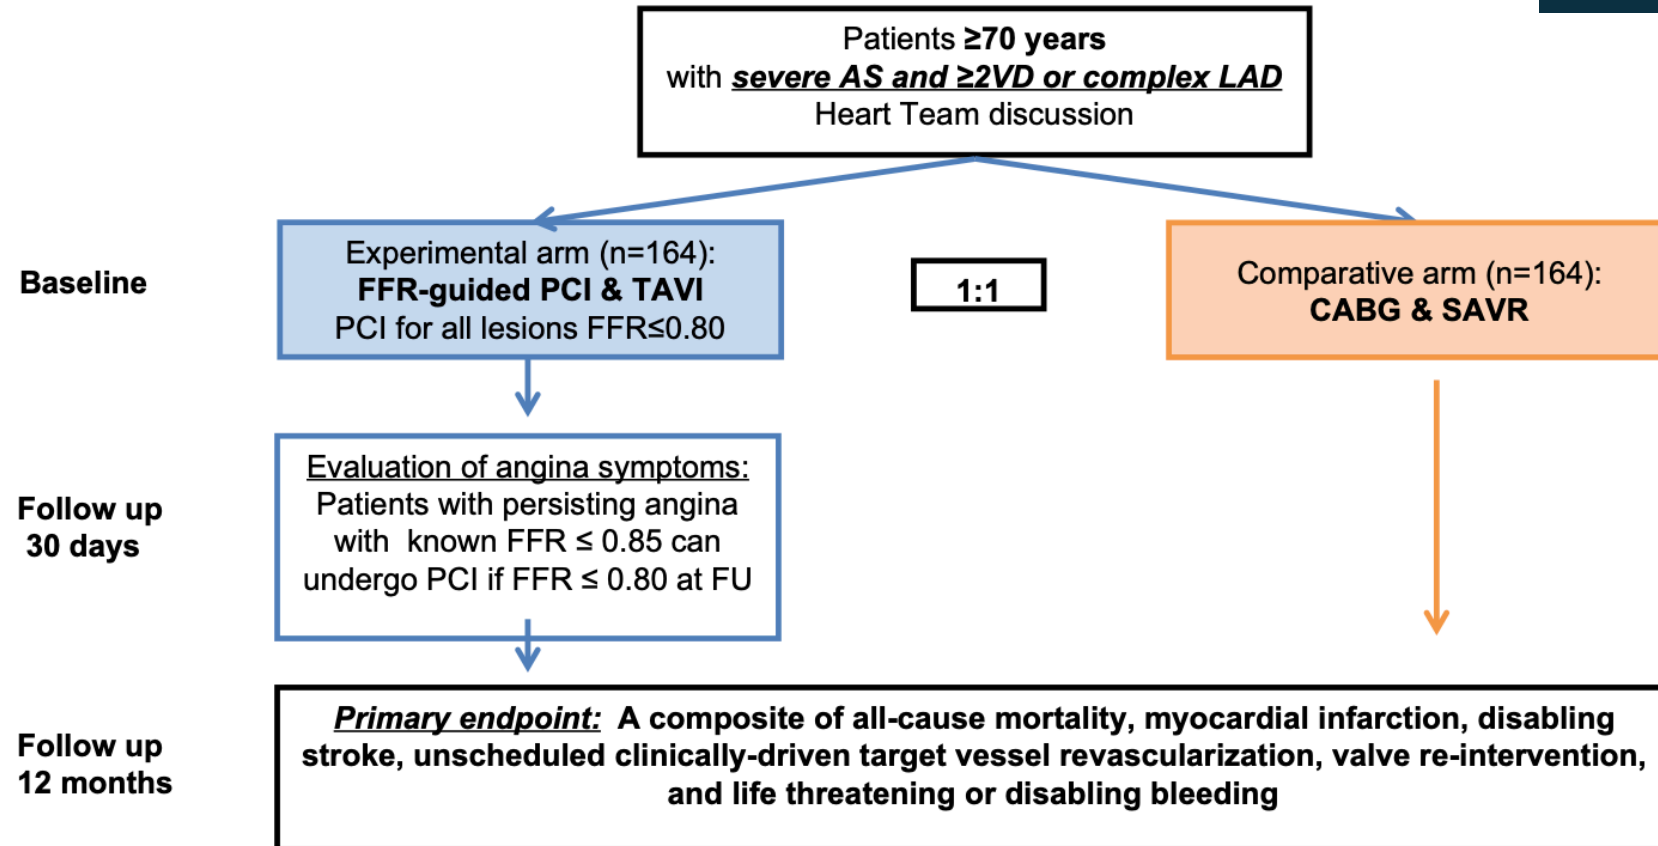 Patients ≥70 years
with severe AS and ≥2VD or complex LAD
Heart Team discussion
Baseline
Experimental arm (n=164):
FFR-guided PCI & TAVI
PCI for all lesions FFR≤0.80
1:1
Comparative arm (n=164):
CABG & SAVR
Follow up
30 days
Evaluation of angina symptoms:
Patients with persisting angina
with known FFR ≤ 0.85 can
undergo PCI if FFR ≤ 0.80 at FU
Follow up
12 months
Primary endpoint: A composite of all-cause mortality, myocardial infarction, disabling
stroke, unscheduled clinically-driven target vessel revascularization, valve re-intervention,
and life threatening or disabling bleeding